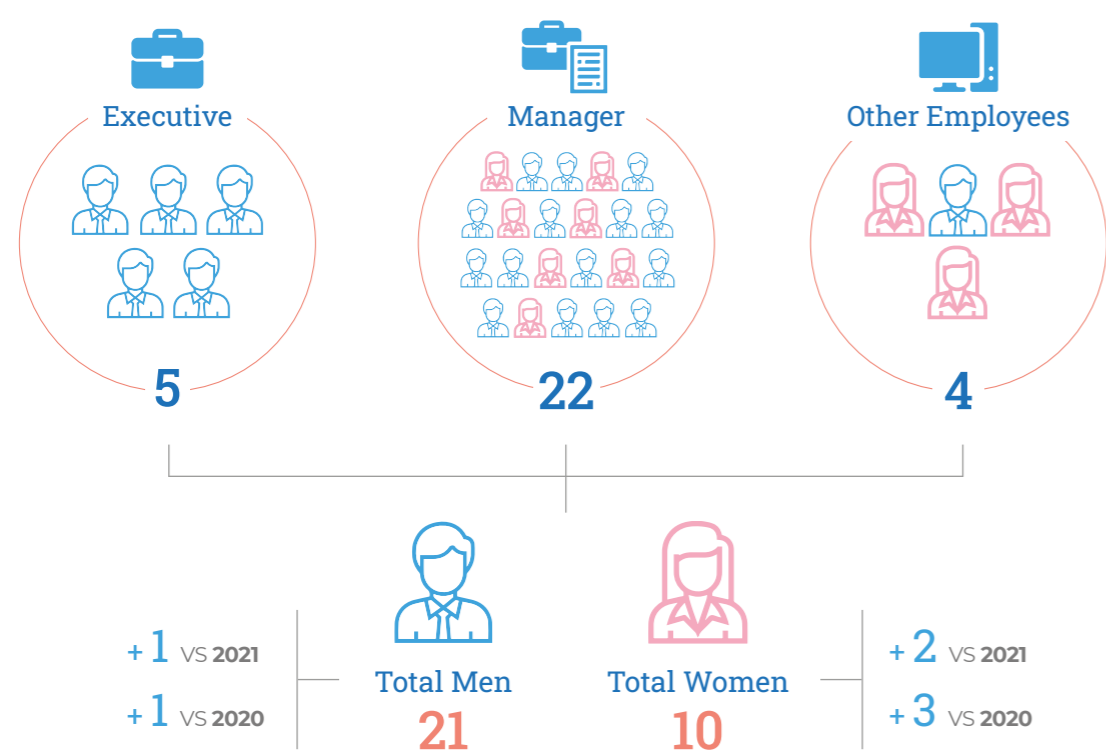 Executive
Manager
Other Employees
5
22
4
Total Men
21
Total Women
10
+ 1 VS 2021
+ 1 VS 2020
+ 2 VS 2021
+ 3 VS 2020